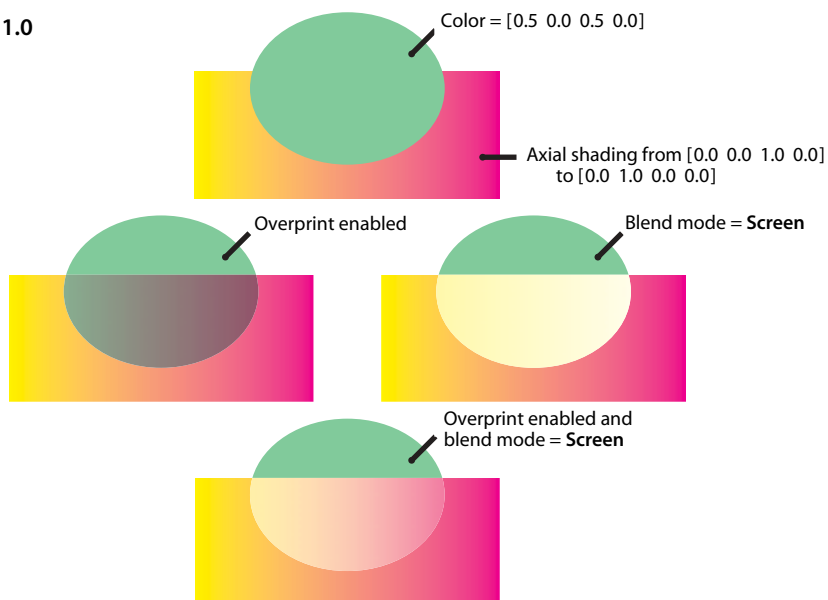 1.0
Color = [0.5 0.0 0.5 0.0]
Axial shading from [0.0 0.0 1.0 0.0]
to [0.0 1.0 0.0 0.0]
Overprint enabled
Blend mode = Screen
Overprint enabled and
blend mode = Screen